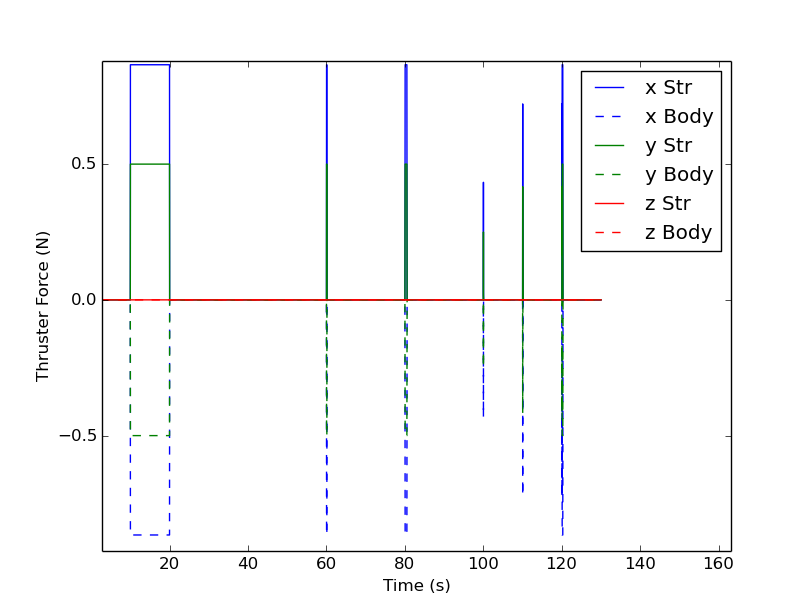 Thruster Force (N)
0.5
0.0
−0.5
20
40
60
80
100
120
140
160
Time (s)
x Str
x Body
y Str
y Body
z Str
z Body